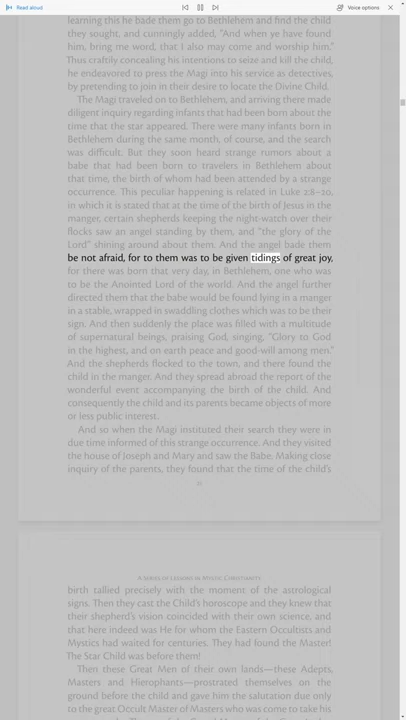 Read aloud
Voice options
learning this he bade them go to Bethlehem and find the child
they sought, and cunningly added, "And when ye have found
him, bring me word, that I also may come and worship him."
Thus craftily concealing his intentions to seize and kill the child,
he endeavored to press the Magi into his service as detectives,
by pretending to join in their desire to locate the Divine Child.
The Magi traveled on to Bethlehem, and arriving there made
diligent inquiry regarding infants that had been born about the
time that the star appeared. There were many infants born in
Bethlehem during the same month, of course, and the search
was difficult. But they soon heard strange rumors about a
babe that had been born to travelers in Bethlehem about
that time, the birth of whom had been attended by a strange
occurrence. This peculiar happening is related in Luke 2:8–20,
in which it is stated that at the time of the birth of Jesus in the
manger, certain shepherds keeping the night-watch over their
flocks saw an angel standing by them, and "the glory of the
Lord" shining around about them. And the angel bade them
be not afraid, for to them was to be given tidings of great joy,
for there was born that very day, in Bethlehem, one who was
to be the Anointed Lord of the world. And the angel further
directed them that the babe would be found lying in a manger
in a stable, wrapped in swaddling clothes which was to be their
sign. And then suddenly the place was filled with a multitude
of supernatural beings, praising God, singing, "Glory to God
in the highest, and on earth peace and good-will among men."
And the shepherds flocked to the town, and there found the
child in the manger. And they spread abroad the report of the
wonderful event accompanying the birth of the child. And
consequently the child and its parents became objects of more
or less public interest.
And so when the Magi instituted their search they were in
due time informed of this strange occurrence. And they visited
the house of Joseph and Mary and saw the Babe. Making close
inquiry of the parents, they found that the time of the child's
A Series of Lessons in Mystic Christianity
birth tallied precisely with the moment of the astrological
signs. Then they cast the Child's horoscope and they knew that
their shepherd's vision coincided with their own science, and
that here indeed was He for whom the Eastern Occultists and
Mystics had waited for centuries. They had found the Master!
The Star Child was before them!
Then these Great Men of their own lands—these Adepts,
Masters and Hierophants—prostrated themselves on the
ground before the child and gave him the salutation due only
to the great Occult Master of Masters who was come to take his